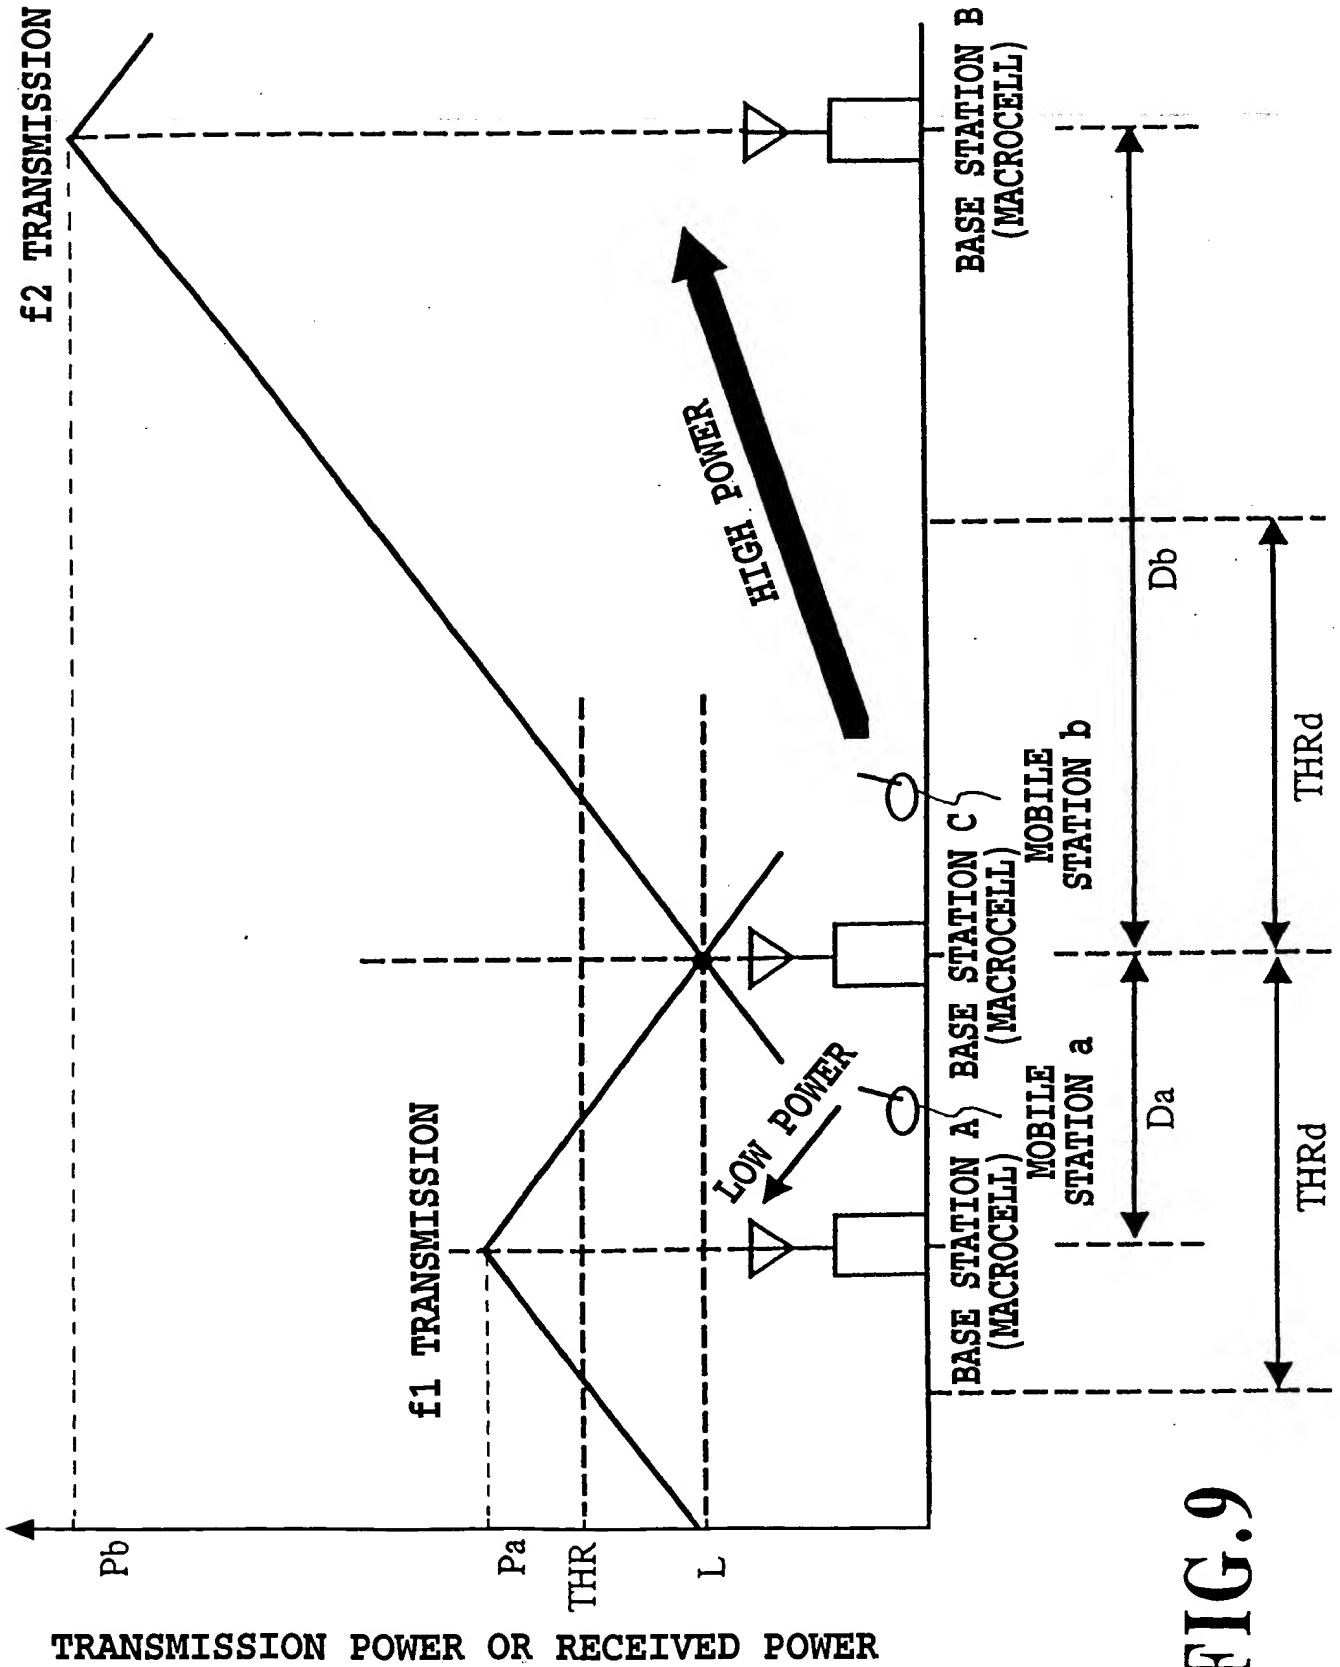 f2 TRANSMISSION
f1 TRANSMISSION
HIGH POWER
LOW POWER
Pb
Pa
THR
L
TRANSMISSION POWER OR RECEIVED POWER
BASE STATION A
(MACROCELL)
BASE STATION C
(MACROCELL)
BASE STATION B
(MACROCELL)
MOBILE
STATION a
MOBILE
STATION b
Da
Db
THRd
THRd
FIG.9